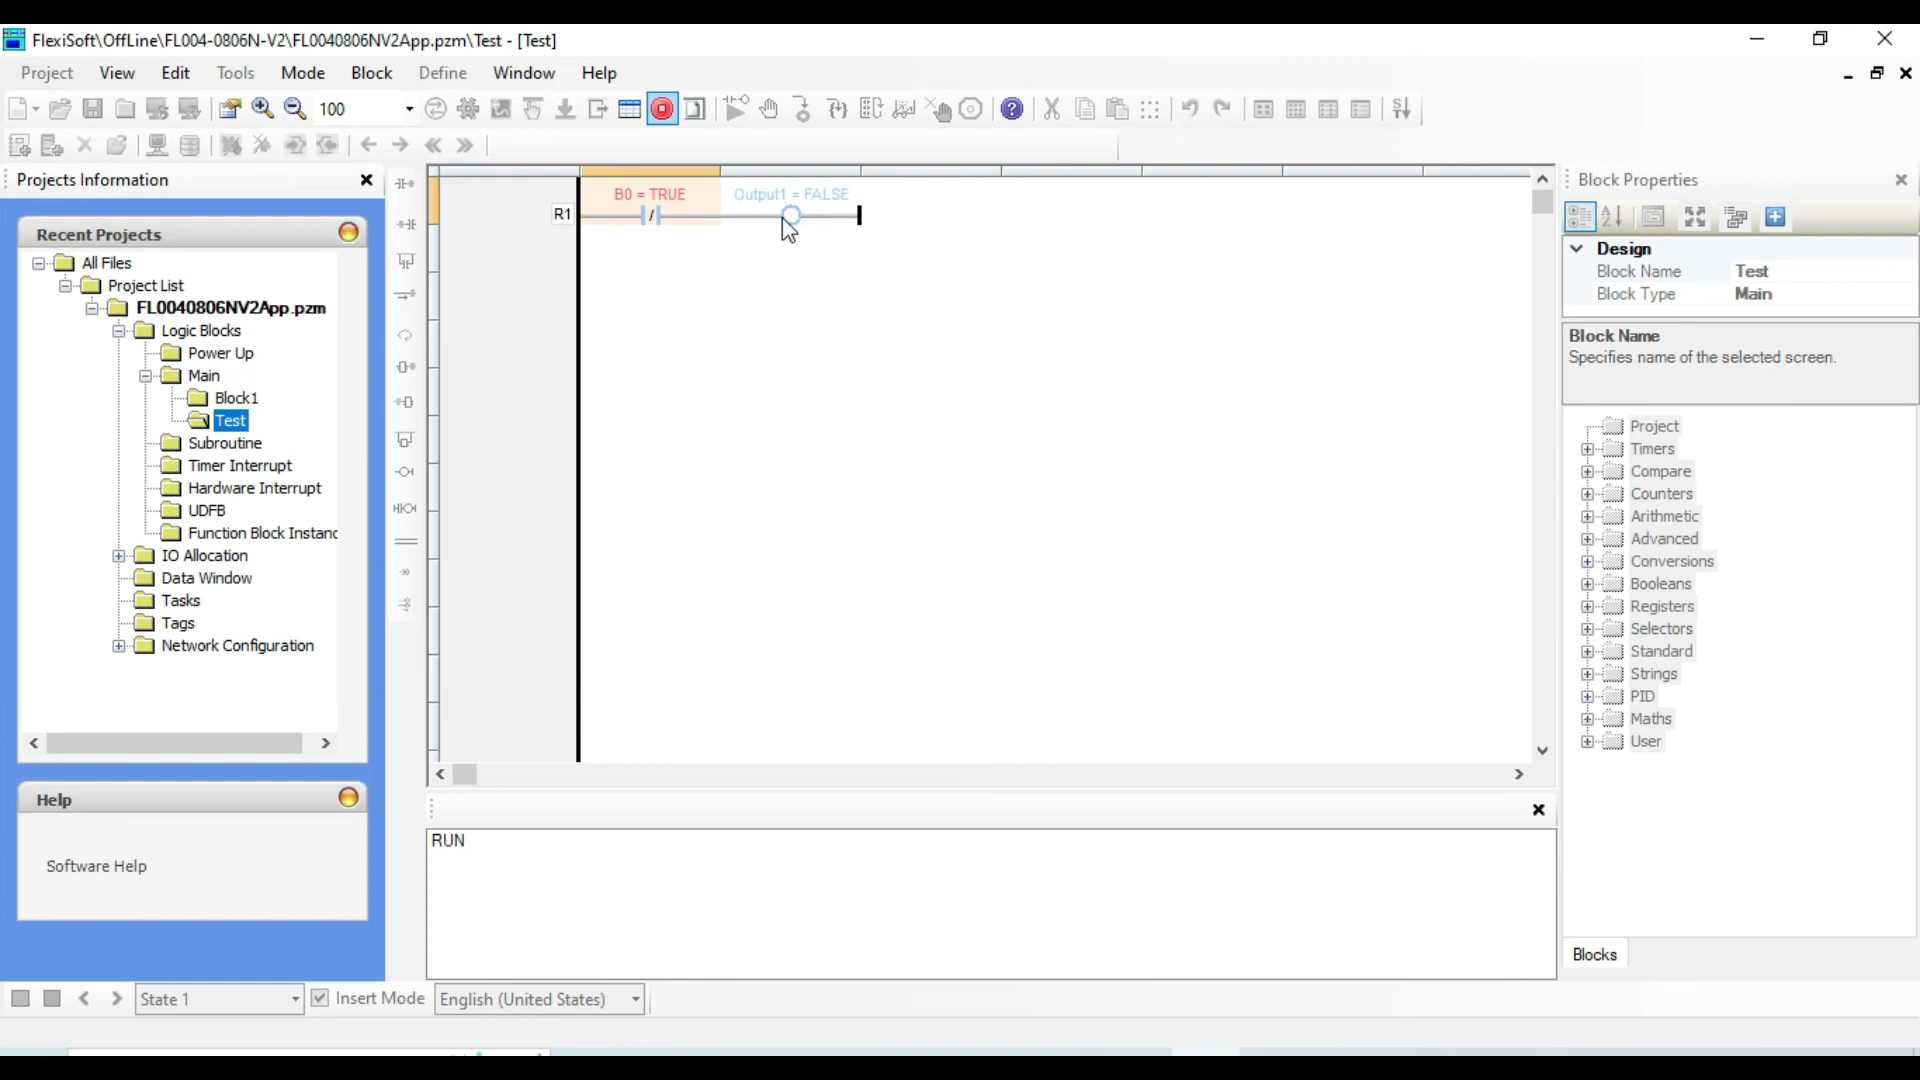 FlexiSoft\OffLine\FL004-0806N-V2\FL0040806NV2App.pzm\Test - [Test]
Project View Edit Tools Mode Block Define Window Help
100
Projects Information
Recent Projects
All Files
Project List
FL0040806NV2App.pzm
Logic Blocks
Power Up
Main
Block1
Test
Subroutine
Timer Interrupt
Hardware Interrupt
UDFB
Function Block Instanc
IO Allocation
Data Window
Tasks
Tags
Network Configuration
Help
Software Help
B0 = TRUE Output1 = FALSE
R1
RUN
Block Properties
Design
Block Name Test
Block Type Main
Block Name
Specifies name of the selected screen.
Project
Timers
Compare
Counters
Arithmetic
Advanced
Conversions
Booleans
Registers
Selectors
Standard
Strings
PID
Maths
User
Blocks
State 1 Insert Mode English (United States)